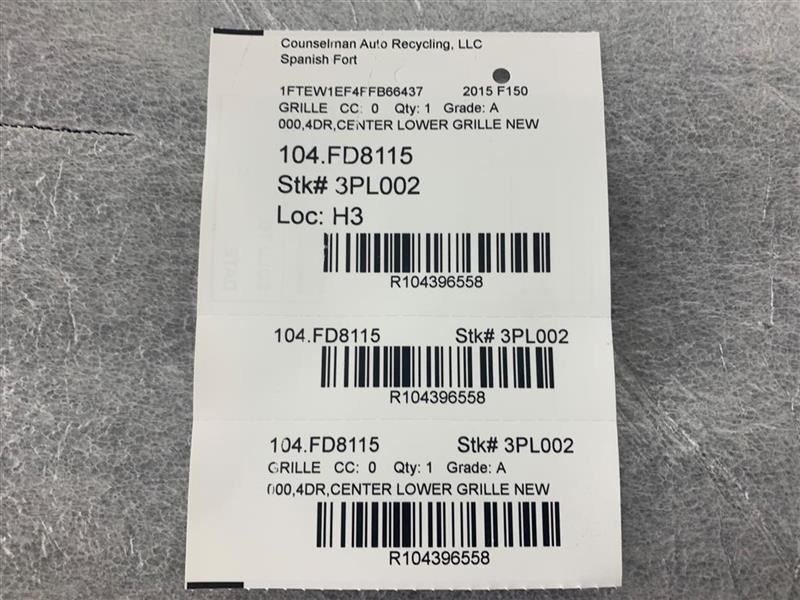 Counselman Auto Recycling, LLC
Spanish Fort
1FTEW1EF4FFB66437 2015 F150
GRILLE CC: 0 Qty: 1 Grade: A
000,4DR,CENTER LOWER GRILLE NEW
104.FD8115
Stk# 3PL002
Loc: H3
R104396558
104.FD8115 Stk# 3PL002
R104396558
104.FD8115 Stk# 3PL002
GRILLE CC: 0 Qty: 1 Grade: A
000,4DR,CENTER LOWER GRILLE NEW
R104396558